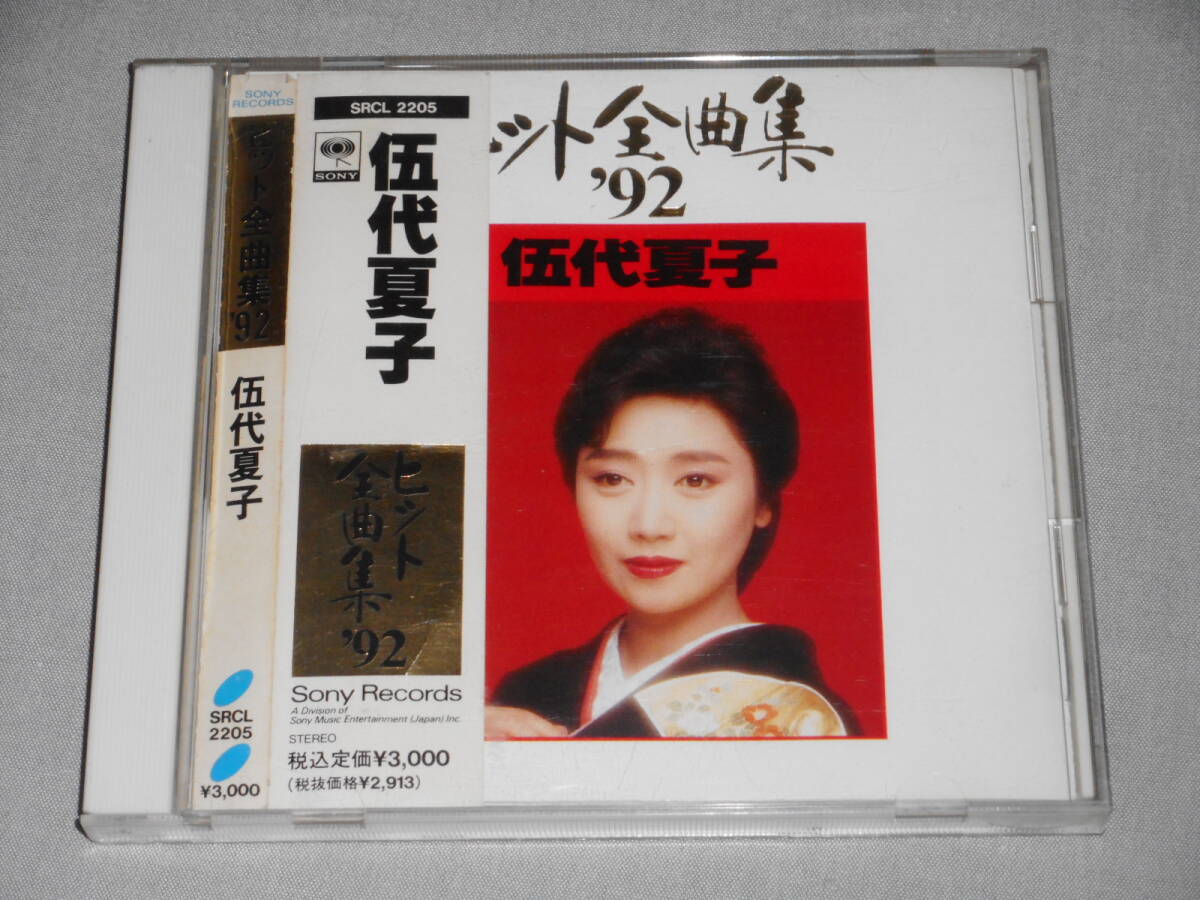 SONY
RECORDS
ヒット全曲集
'92
伍代夏子
SRCL
2205
¥3,000
SRCL 2205
SONY
伍代夏子
ヒット
全曲集
'92
Sony Records
A Division of
Sony Music Entertainment (Japan) Inc.
STEREO
税込定価¥3,000
(税抜価格¥2,913)
ット全曲集
'92
伍代夏子